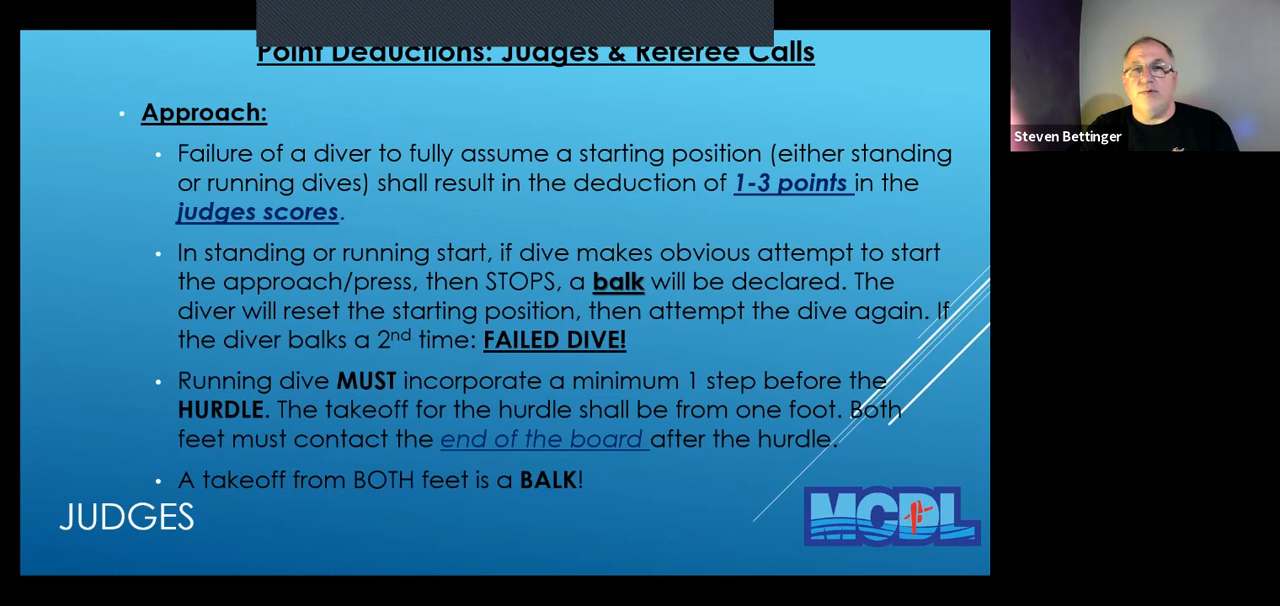 Point Deductions: Judges & Referee Calls
Steven Bettinger
• Approach:
• Failure of a diver to fully assume a starting position (either standing
or running dives) shall result in the deduction of 1-3 points in the
judges scores.
• In standing or running start, if dive makes obvious attempt to start
the approach/press, then STOPS, a balk will be declared. The
diver will reset the starting position, then attempt the dive again. If
the diver balks a 2nd time: FAILED DIVE!
• Running dive MUST incorporate a minimum 1 step before the
HURDLE. The takeoff for the hurdle shall be from one foot. Both
feet must contact the end of the board after the hurdle.
• A takeoff from BOTH feet is a BALK!
JUDGES
MCDL